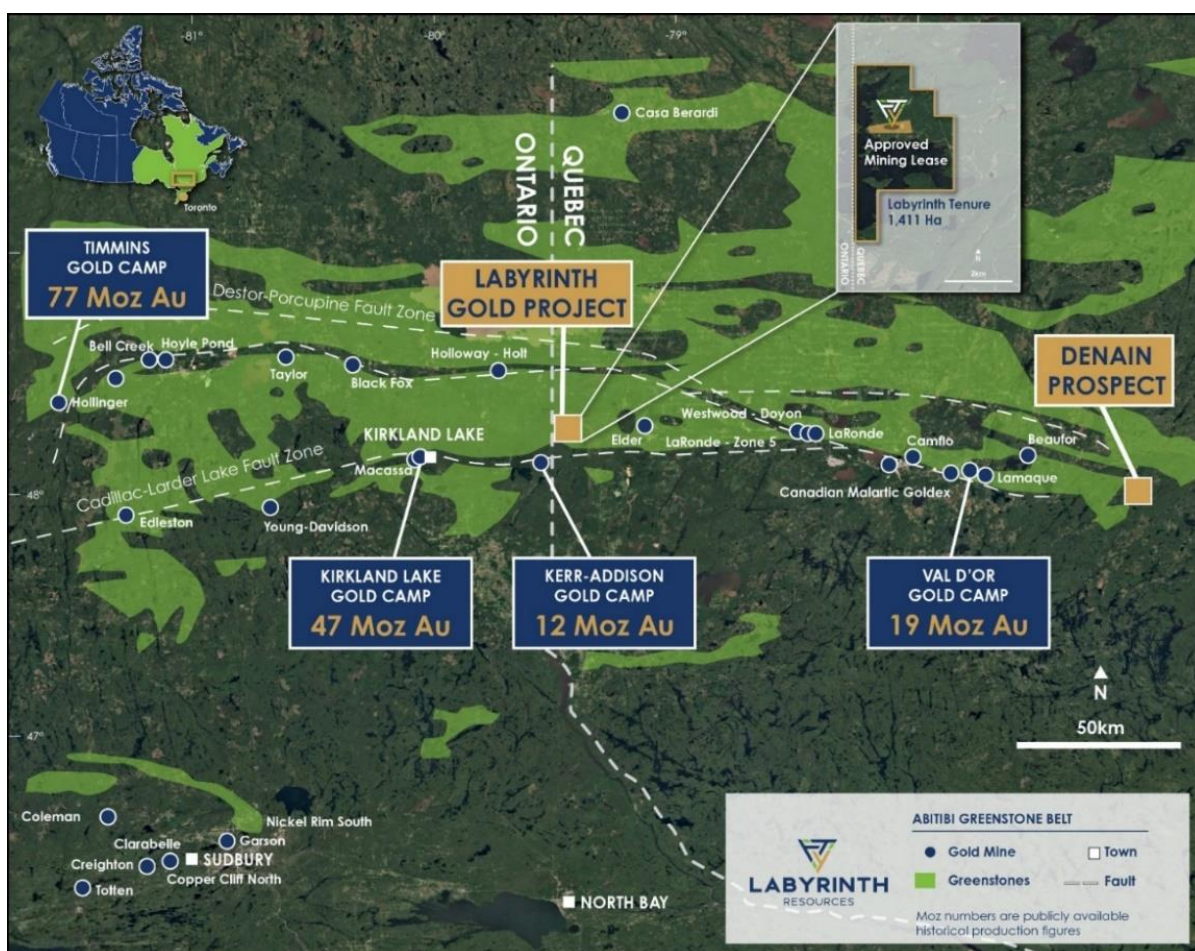 -81
-80
-79
Casa Berardi
Approved
Mining Lease
Labyrinth Tenure
1,411 Ha
ONTARIO
QUEBEC
N
2km
Toronto
ONTARIO
QUEBEC
TIMMINS
GOLD CAMP
77 Moz Au
Destor-Porcupine Fault Zone
LABYRINTH
GOLD PROJECT
DENAIN
PROSPECT
Bell Creek
Hoyle Pond
Taylor
Black Fox
Holloway - Holt
Hollinger
KIRKLAND LAKE
Macassa
Cadillac-Larder Lake Fault Zone
Elder
Westwood - Doyon
LaRonde - Zone 5
LaRonde
Camflo
Beaufor
Canadian Malartic Goldex
Lamaque
48°
Edleston
Young-Davidson
KIRKLAND LAKE
GOLD CAMP
47 Moz Au
KERR-ADDISON
GOLD CAMP
12 Moz Au
VAL D'OR
GOLD CAMP
19 Moz Au
N
50km
47°
Coleman
Nickel Rim South
Clarabelle
Garson
Creighton
SUDBURY
Copper Cliff North
Totten
NORTH BAY
LABYRINTH
RESOURCES
ABITIBI GREENSTONE BELT
Gold Mine
Town
Greenstones
Fault
Moz numbers are publicly available
historical production figures